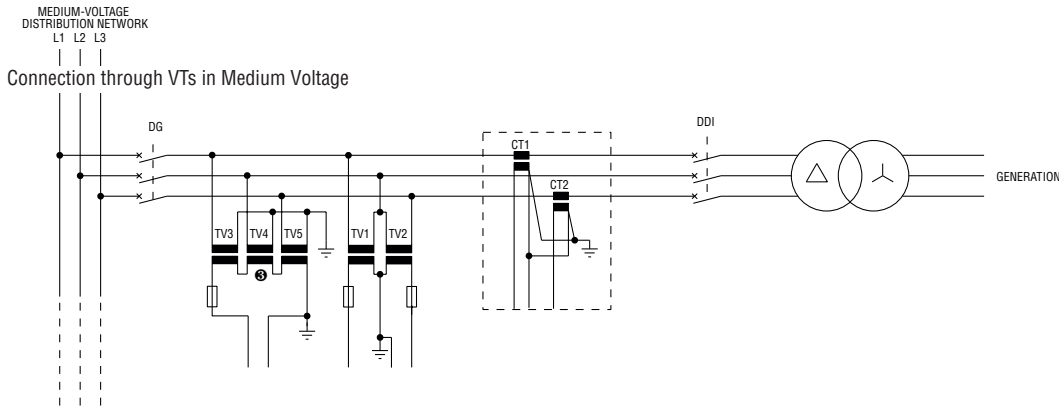 MEDIUM-VOLTAGE
DISTRIBUTION NETWORK
L1 L2 L3
Connection through VTs in Medium Voltage
DG
DDI
CT1
CT2
GENERATION
TV3 TV4 TV5 TV1 TV2
3